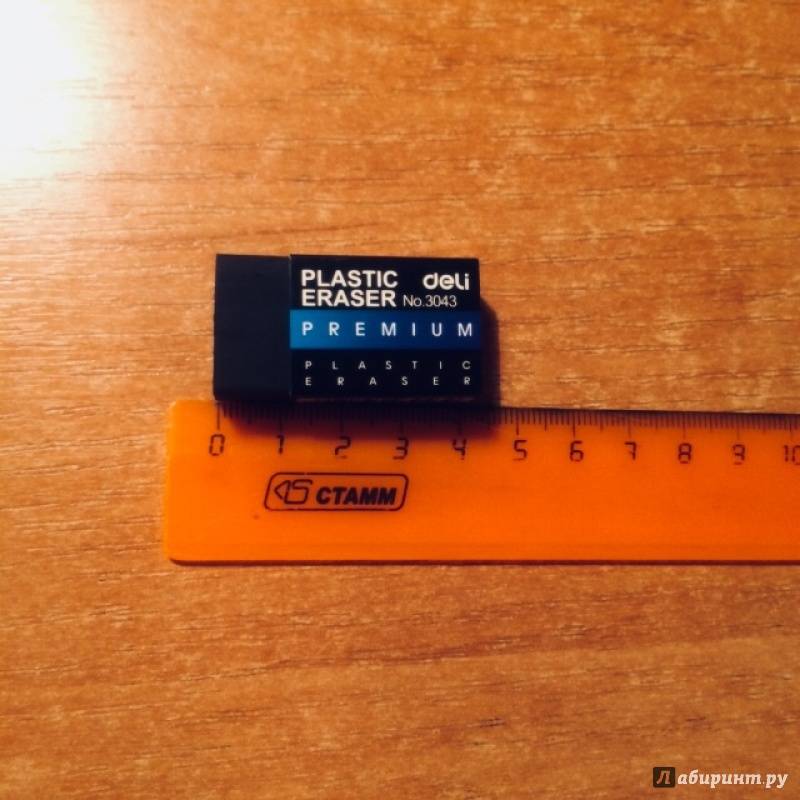 PLASTIC deli
ERASER No.3043
PREMIUM
PLASTIC
ERASER
0 1 2 3 4 5 6 7 8 9 10
СТАММ
Лабиринт.ру